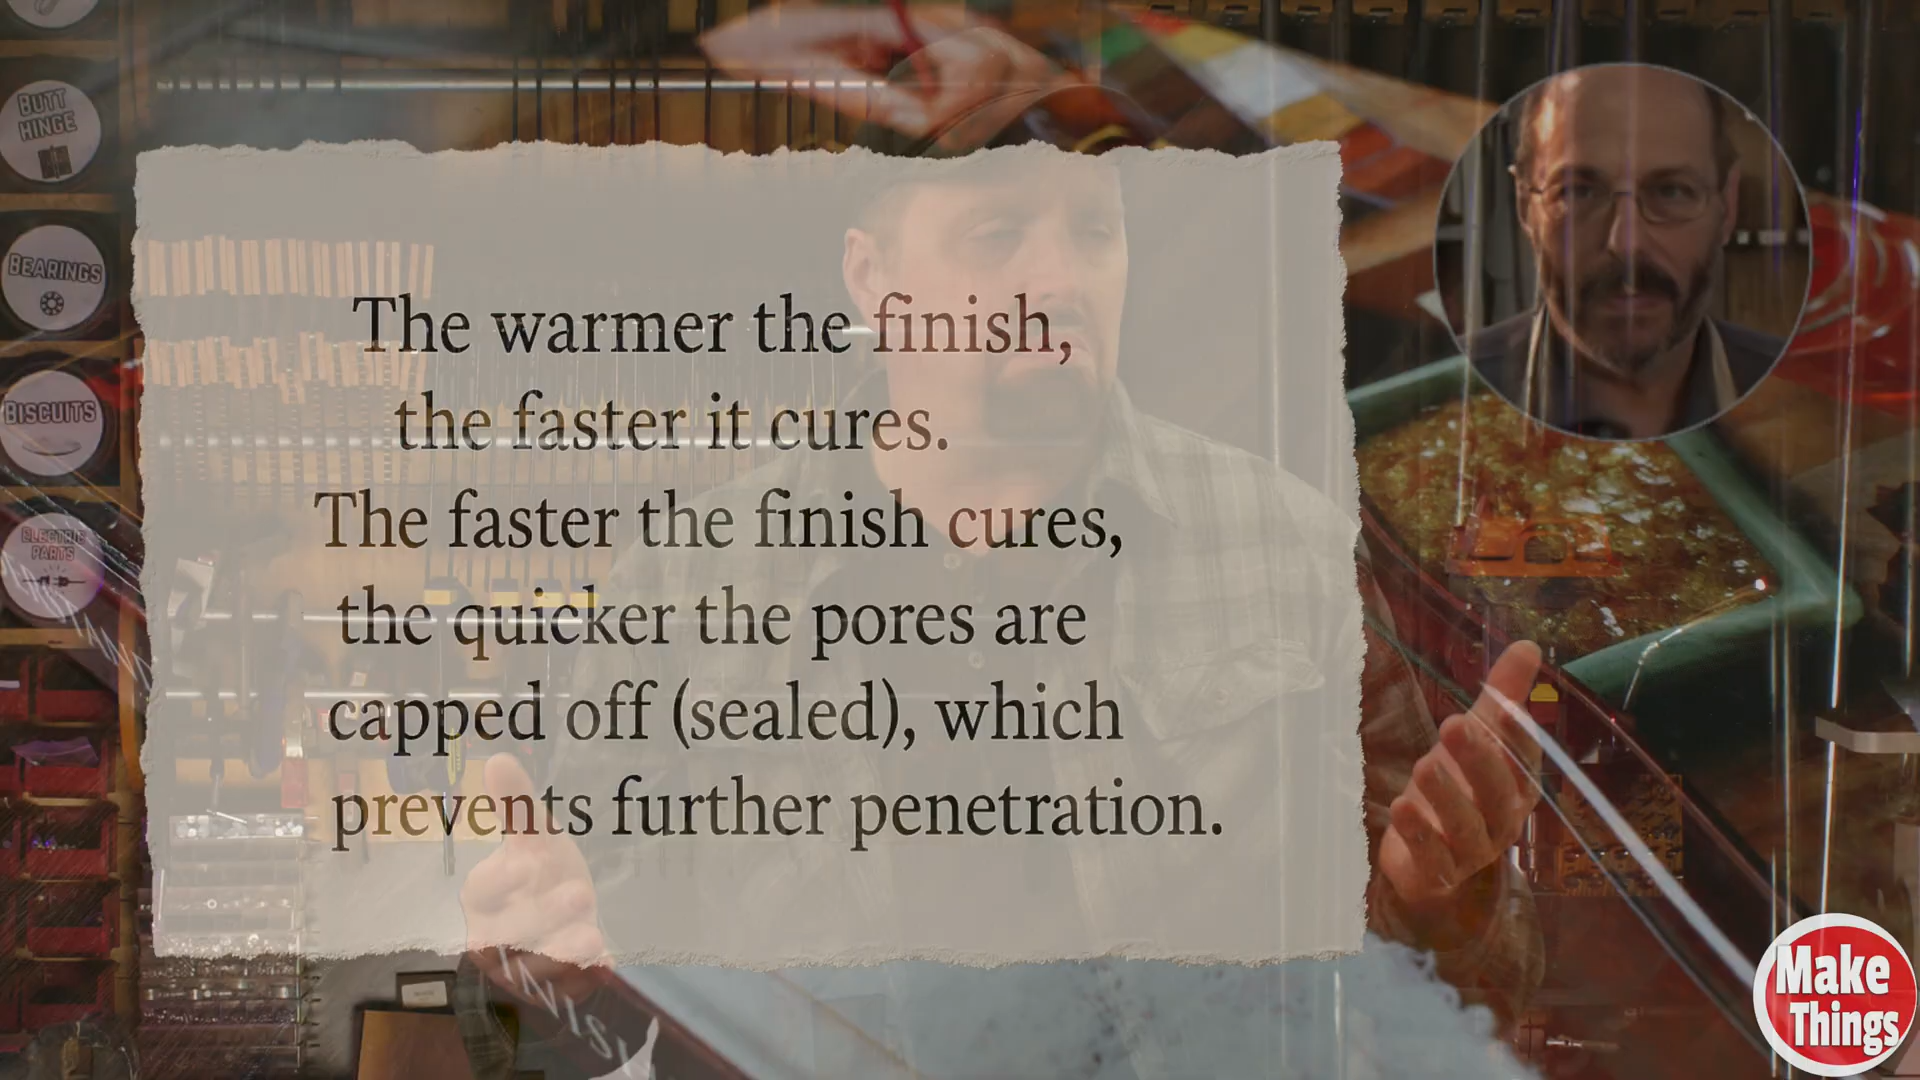 BUTT
HINGE
BEARINGS
BISCUITS
ELECTRIC
PARTS
The warmer the finish,
the faster it cures.
The faster the finish cures,
the quicker the pores are
capped off (sealed), which
prevents further penetration.
Make
Things